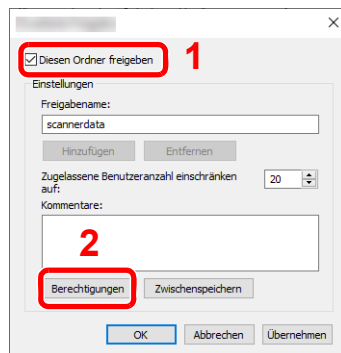 Diesen Ordner freigeben
1
Einstellungen
Freigabename:
scannerdata
Hinzufügen Entfernen
Zugelassene Benutzeranzahl einschränken
auf:
20
Kommentare:
2
Berechtigungen Zwischenspeichern
OK Abbrechen Übernehmen